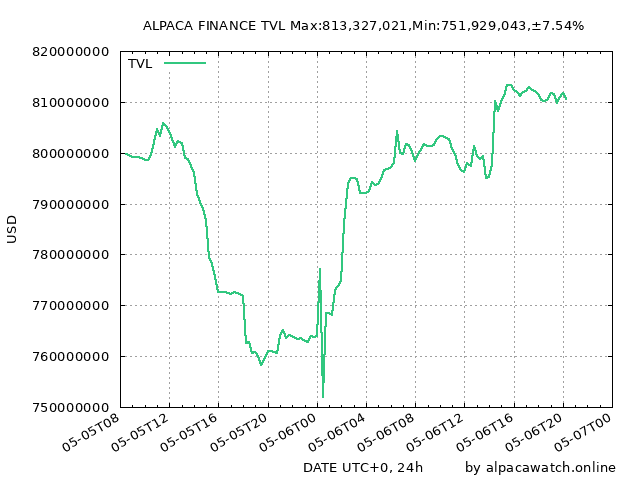 ALPACA FINANCE TVL Max:813,327,021,Min:751,929,043,±7.54%
TVL
820000000
810000000
800000000
790000000
780000000
770000000
760000000
750000000
USD
05-05T08
05-05T12
05-05T16
05-05T20
05-06T00
05-06T04
05-06T08
05-06T12
05-06T16
05-06T20
05-07T00
DATE UTC+0, 24h
by alpacawatch.online